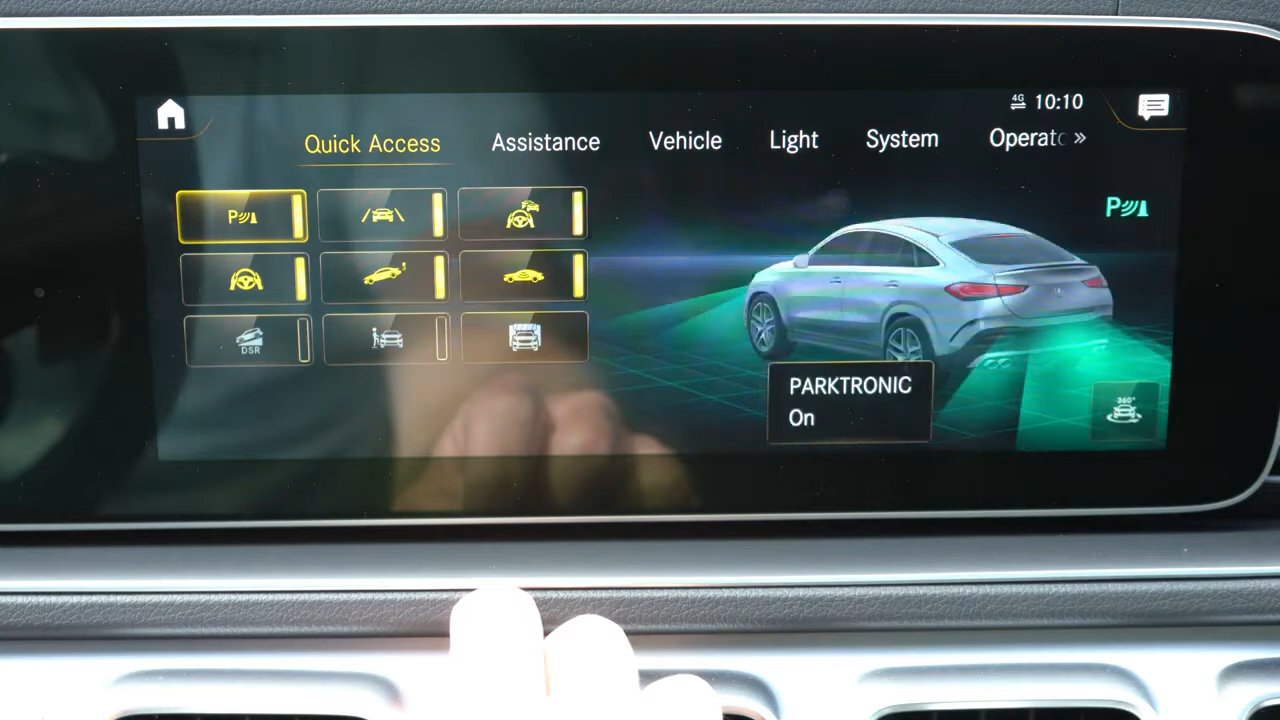 4G 10:10
Quick Access Assistance Vehicle Light System Operatc »
P
P
DSR
PARKTRONIC
On
360°